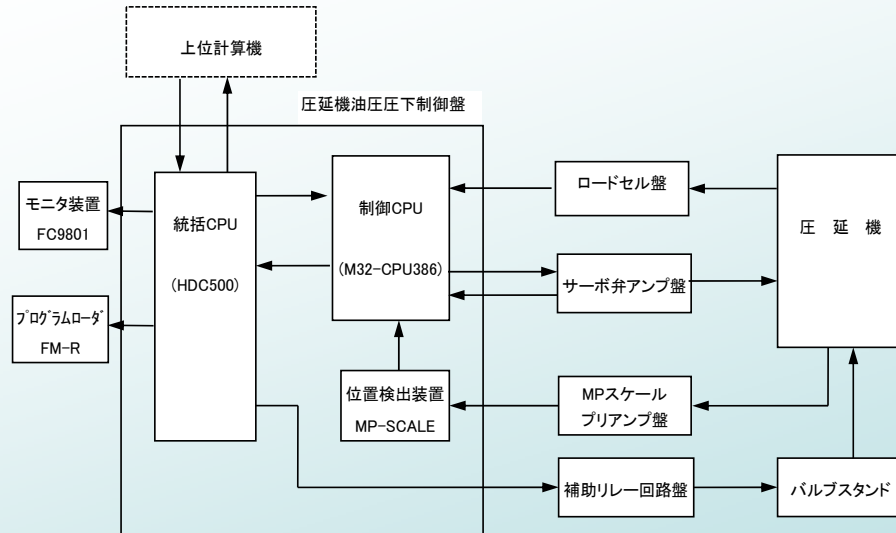 上位計算機
圧延機油圧圧下制御盤
モニタ装置
FC9801
プログラムローダ
FM-R
統括CPU
(HDC500)
制御CPU
(M32-CPU386)
位置検出装置
MP-SCALE
ロードセル盤
サーボ弁アンプ盤
MPスケール
プリアンプ盤
補助リレー回路盤
圧 延 機
バルブスタンド